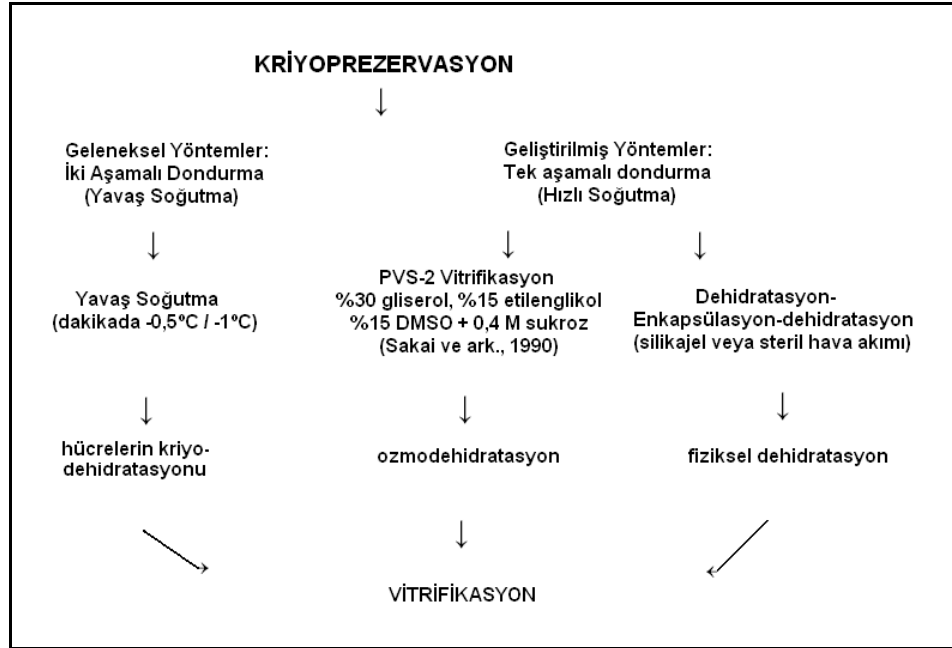 KRİYOPREZERVASYON
Geleneksel Yöntemler:
İki Aşamalı Dondurma
(Yavaş Soğutma)
Geliştirilmiş Yöntemler:
Tek aşamalı dondurma
(Hızlı Soğutma)
Yavaş Soğutma
(dakikada -0,5°C / -1°C)
PVS-2 Vitrifikasyon
%30 gliserol, %15 etilenglikol
%15 DMSO + 0,4 M sukroz
(Sakai ve ark., 1990)
Dehidratasyon-
Enkapsülasyon-dehidratasyon
(silikajel veya steril hava akımı)
hücrelerin kriyo-
dehidratasyonu
ozmodehidratasyon
fiziksel dehidratasyon
VİTRİFİKASYON